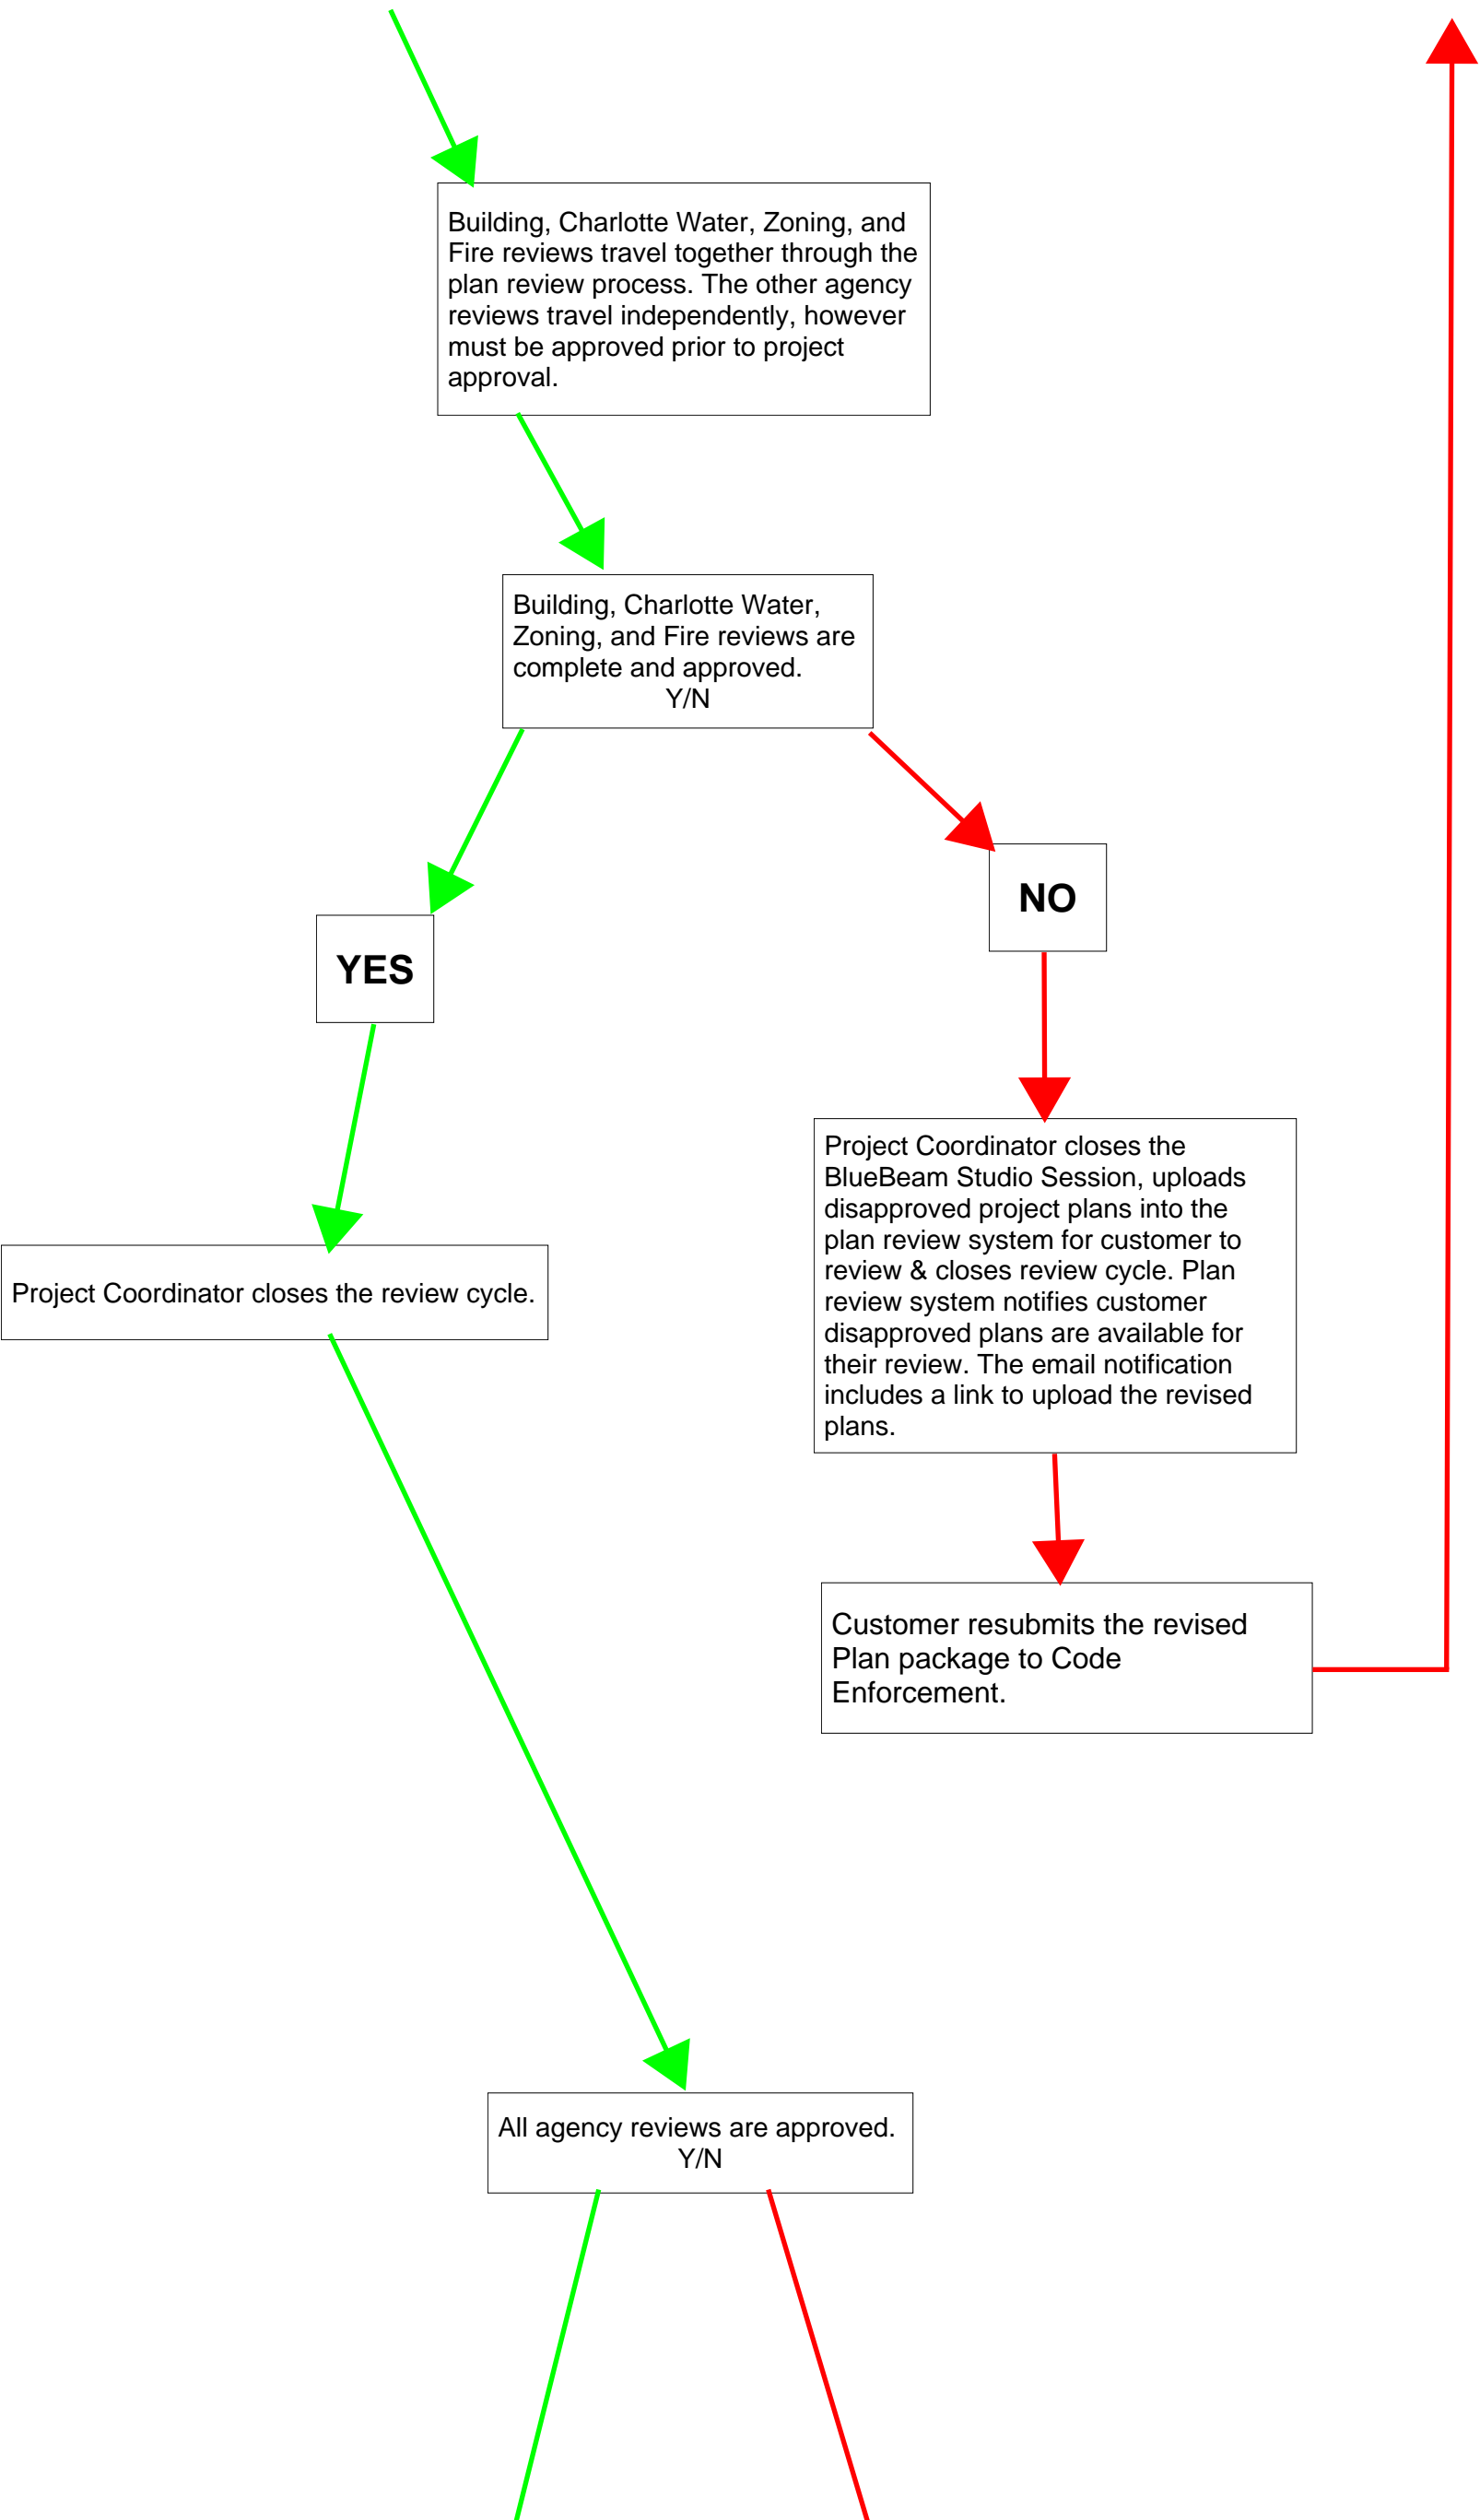 Building, Charlotte Water, Zoning, and
Fire reviews travel together through the
plan review process. The other agency
reviews travel independently, however
must be approved prior to project
approval.
Building, Charlotte Water,
Zoning, and Fire reviews are
complete and approved.
Y/N
NO
YES
Project Coordinator closes the
BlueBeam Studio Session, uploads
disapproved project plans into the
plan review system for customer to
review & closes review cycle. Plan
review system notifies customer
disapproved plans are available for
their review. The email notification
includes a link to upload the revised
plans.
Project Coordinator closes the review cycle.
Customer resubmits the revised
Plan package to Code
Enforcement.
All agency reviews are approved.
Y/N